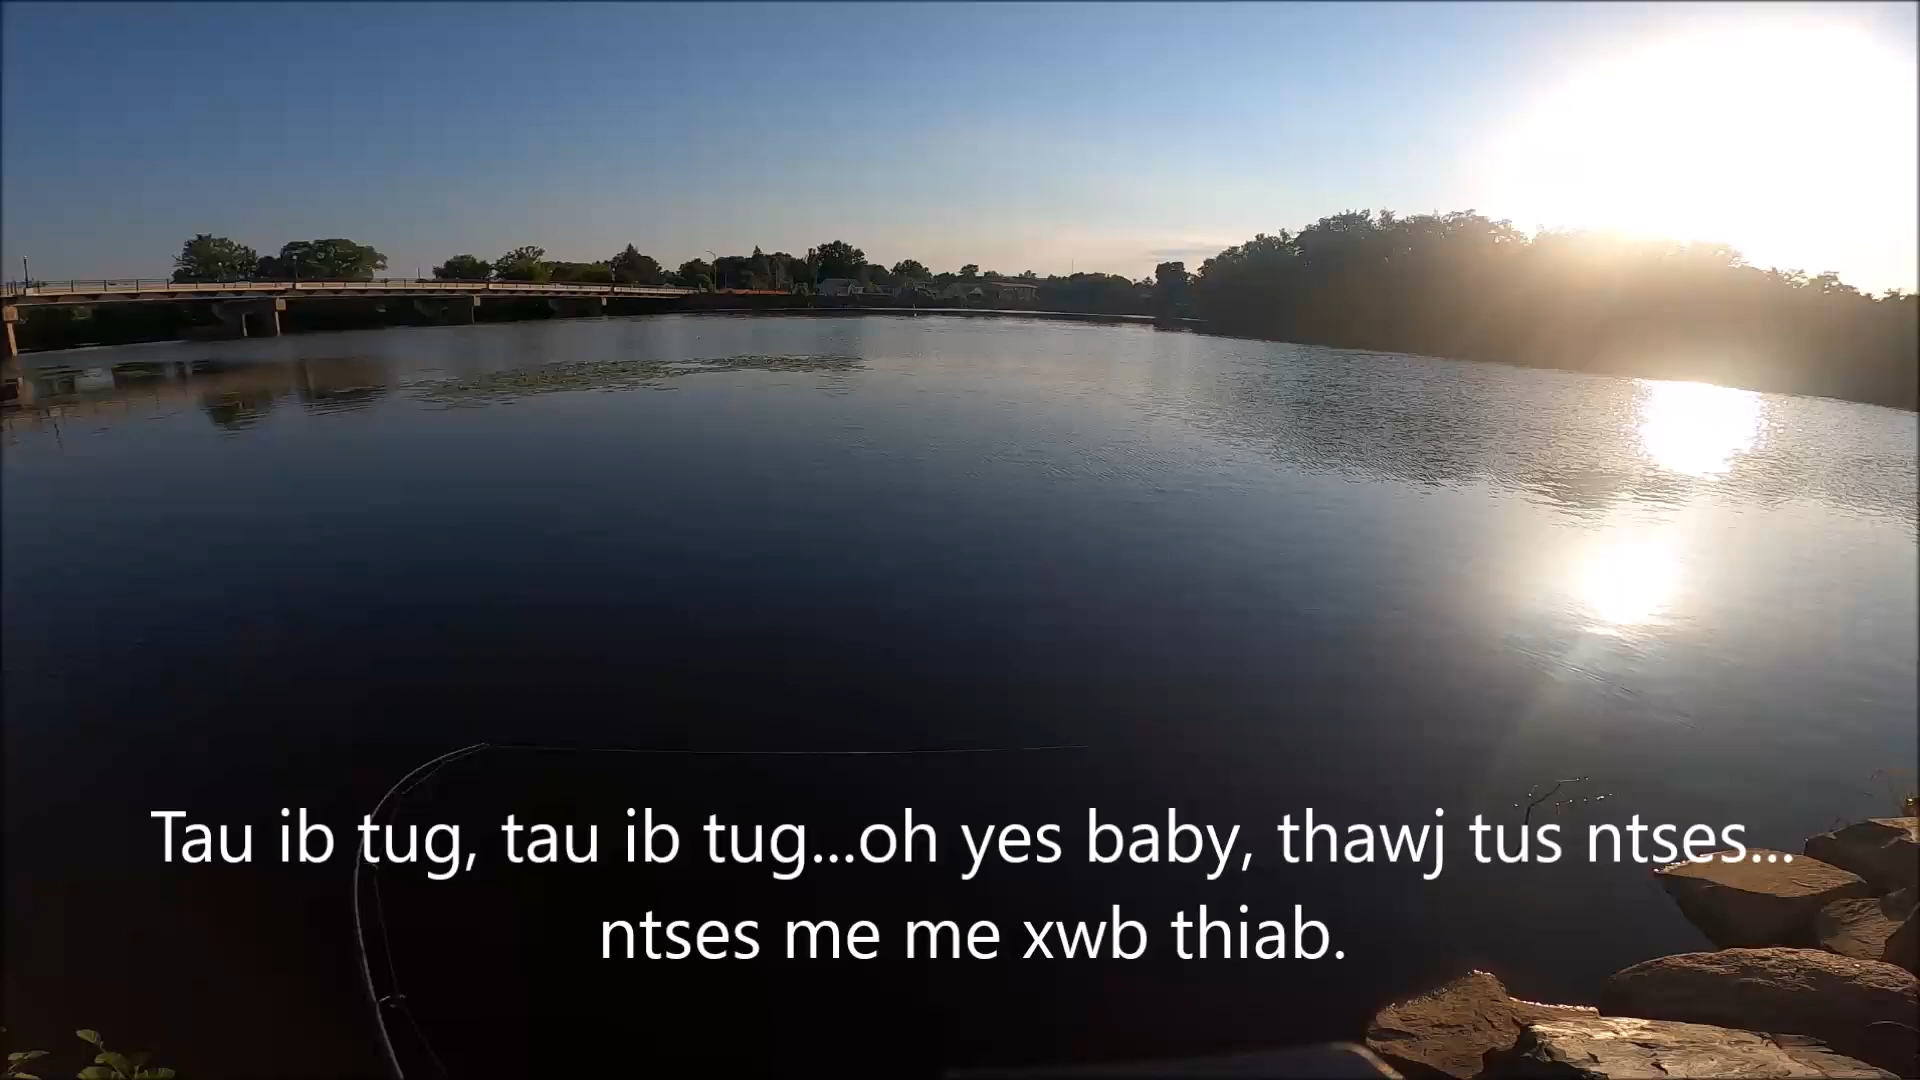 Tau ib tug, tau ib tug...oh yes baby, thawj tus ntses...
ntses me me xwb thiab.